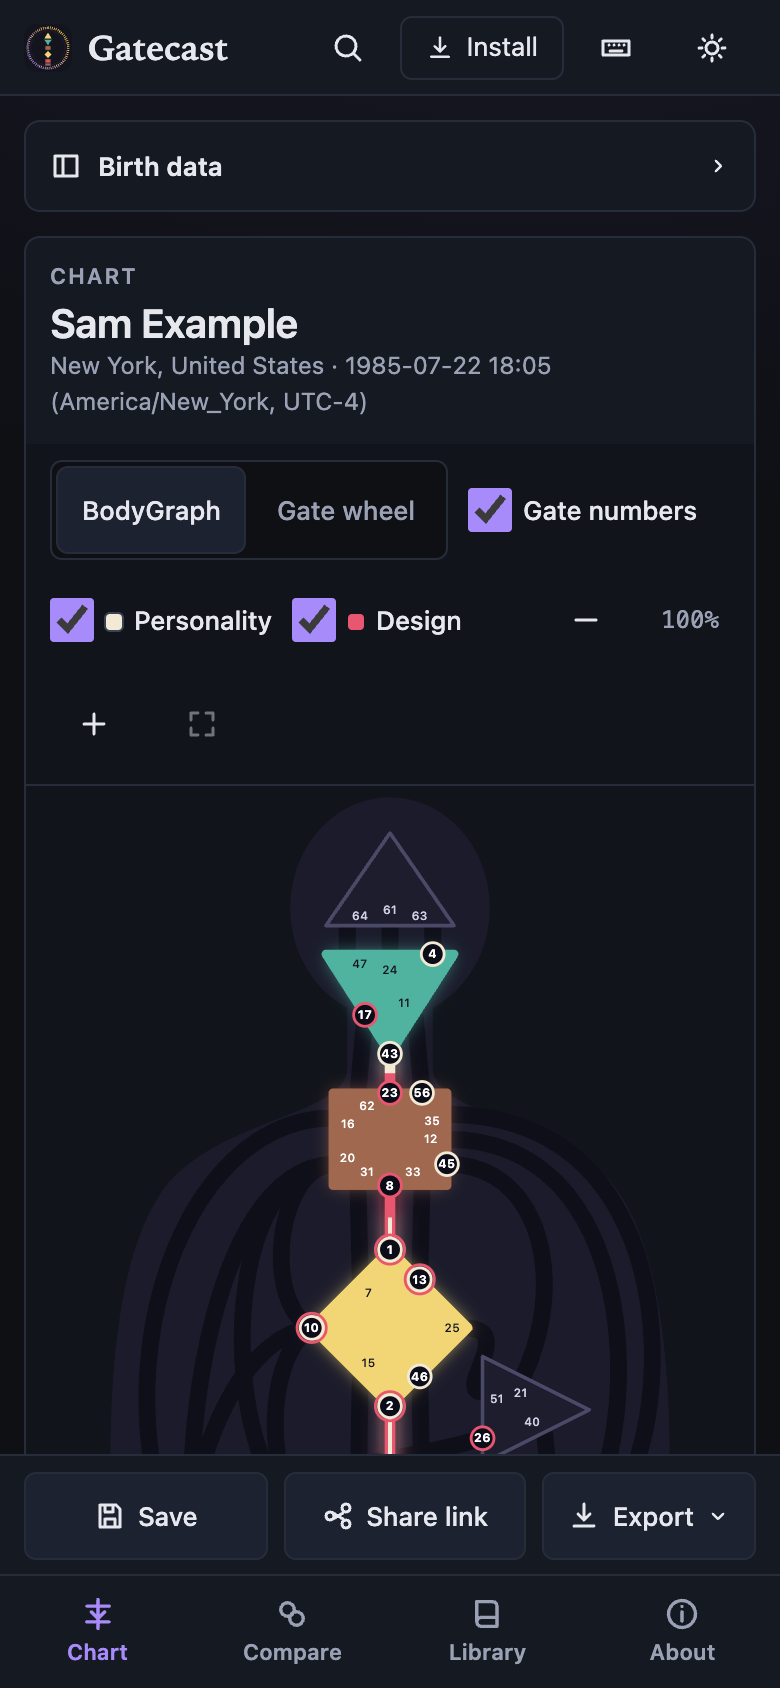 Gatecast
Install
Birth data
CHART
Sam Example
New York, United States · 1985-07-22 18:05
(America/New_York, UTC-4)
BodyGraph
Gate wheel
Gate numbers
Personality
Design
100%
64 61 63
47 24 4
11
17
43
23 56
62
16 35
12
20 45
31 33
8
1
13
7
10 25
15
46
2
51 21
40
26
Save
Share link
Export
Chart
Compare
Library
About